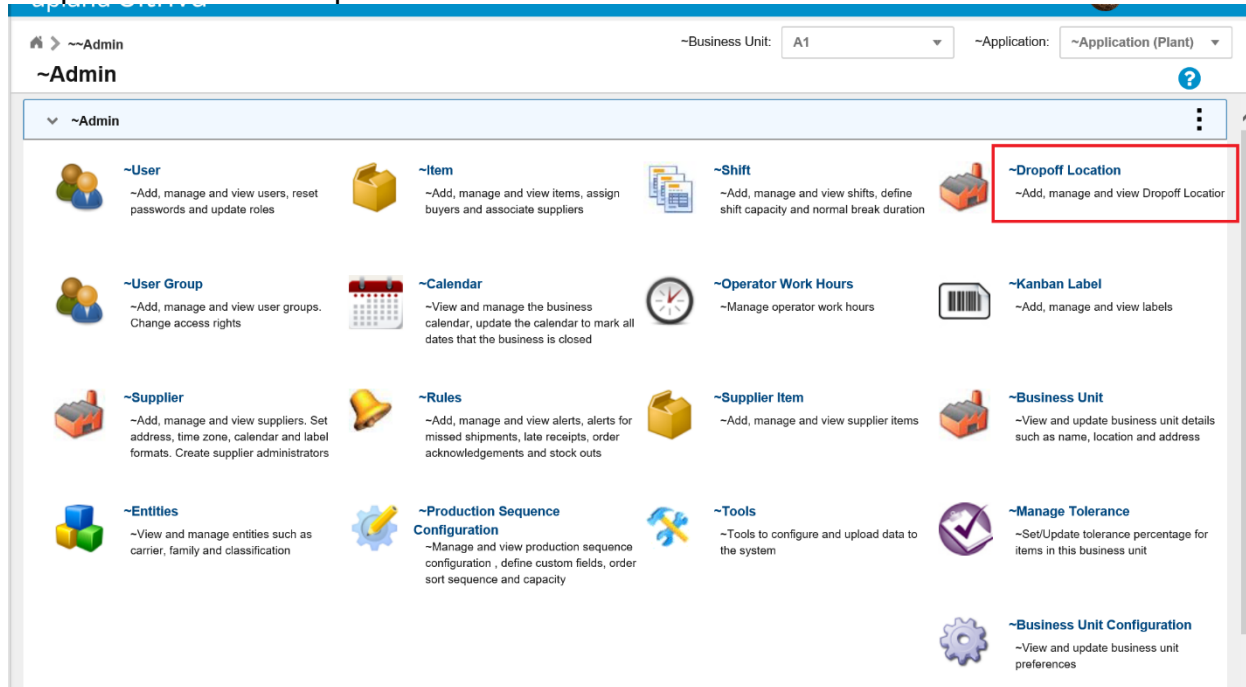 ~~Admin
~Business Unit:
A1
~Application:
~Application (Plant)
~Admin
?
~Admin
~User
~Add, manage and view users, reset
passwords and update roles
~Item
~Add, manage and view items, assign
buyers and associate suppliers
~Shift
~Add, manage and view shifts, define
shift capacity and normal break duration
~Dropoff Location
~Add, manage and view Dropoff Location
~User Group
~Add, manage and view user groups.
Change access rights
~Calendar
~View and manage the business
calendar, update the calendar to mark all
dates that the business is closed
~Operator Work Hours
~Manage operator work hours
~Kanban Label
~Add, manage and view labels
~Supplier
~Add, manage and view suppliers. Set
address, time zone, calendar and label
formats. Create supplier administrators
~Rules
~Add, manage and view alerts, alerts for
missed shipments, late receipts, order
acknowledgements and stock outs
~Supplier Item
~Add, manage and view supplier items
~Business Unit
~View and update business unit details
such as name, location and address
~Entities
~View and manage entities such as
carrier, family and classification
~Production Sequence
Configuration
~Manage and view production sequence
configuration , define custom fields, order
sort sequence and capacity
~Tools
~Tools to configure and upload data to
the system
~Manage Tolerance
~Set/Update tolerance percentage for
items in this business unit
~Business Unit Configuration
~View and update business unit
preferences